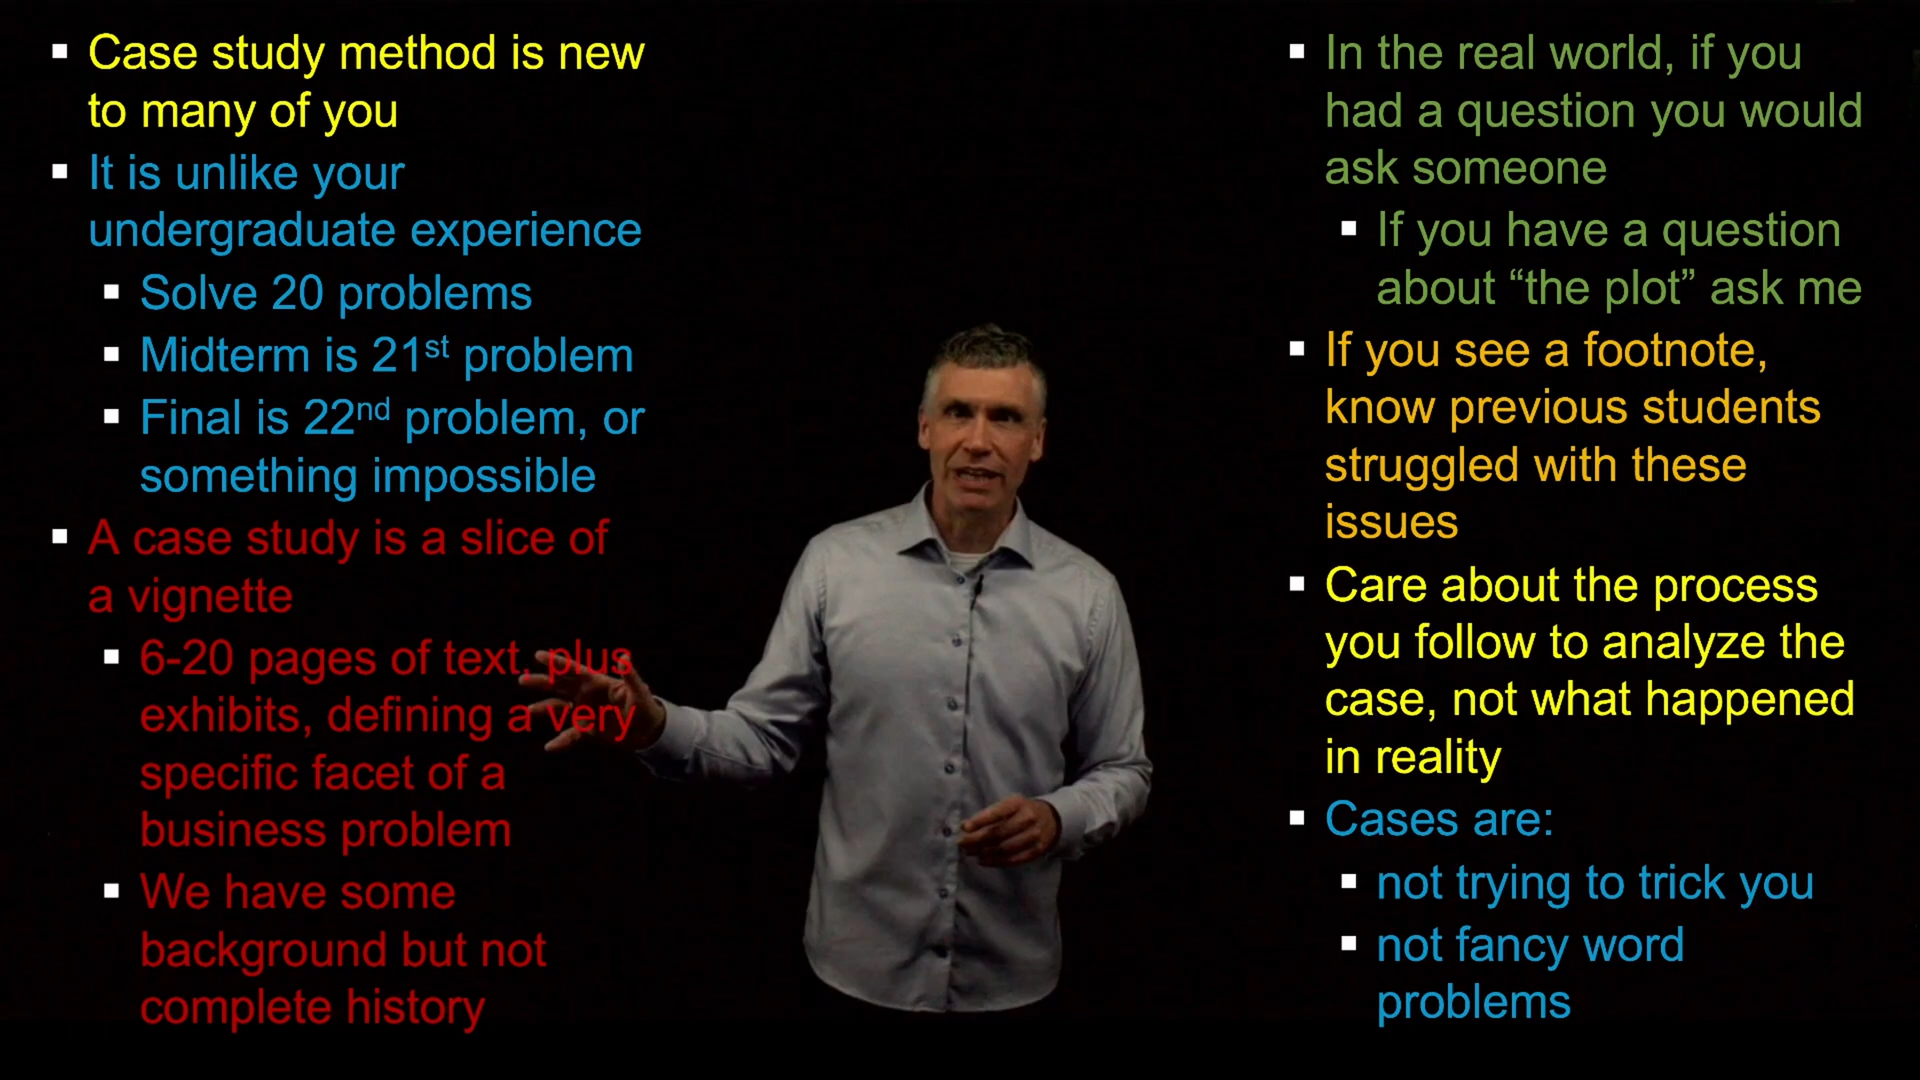 ▪ Case study method is new
to many of you
▪ It is unlike your
undergraduate experience
▪ Solve 20 problems
▪ Midterm is 21st problem
▪ Final is 22nd problem, or
something impossible
▪ A case study is a slice of
a vignette
▪ 6-20 pages of text, plus
exhibits, defining a very
specific facet of a
business problem
▪ We have some
background but not
complete history
▪ In the real world, if you
had a question you would
ask someone
▪ If you have a question
about “the plot” ask me
▪ If you see a footnote,
know previous students
struggled with these
issues
▪ Care about the process
you follow to analyze the
case, not what happened
in reality
▪ Cases are:
▪ not trying to trick you
▪ not fancy word
problems